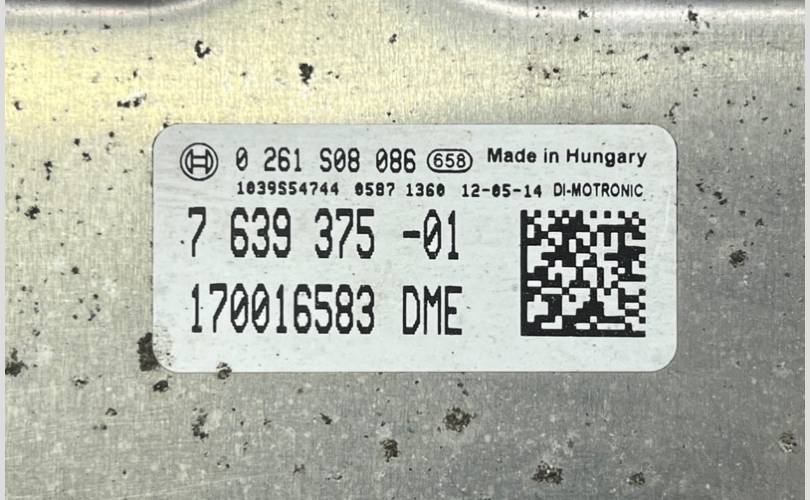 0 261 S08 086 658 Made in Hungary
1039S54744 0587 1360 12-05-14 DI-MOTRONIC
7 639 375 -01
170016583 DME